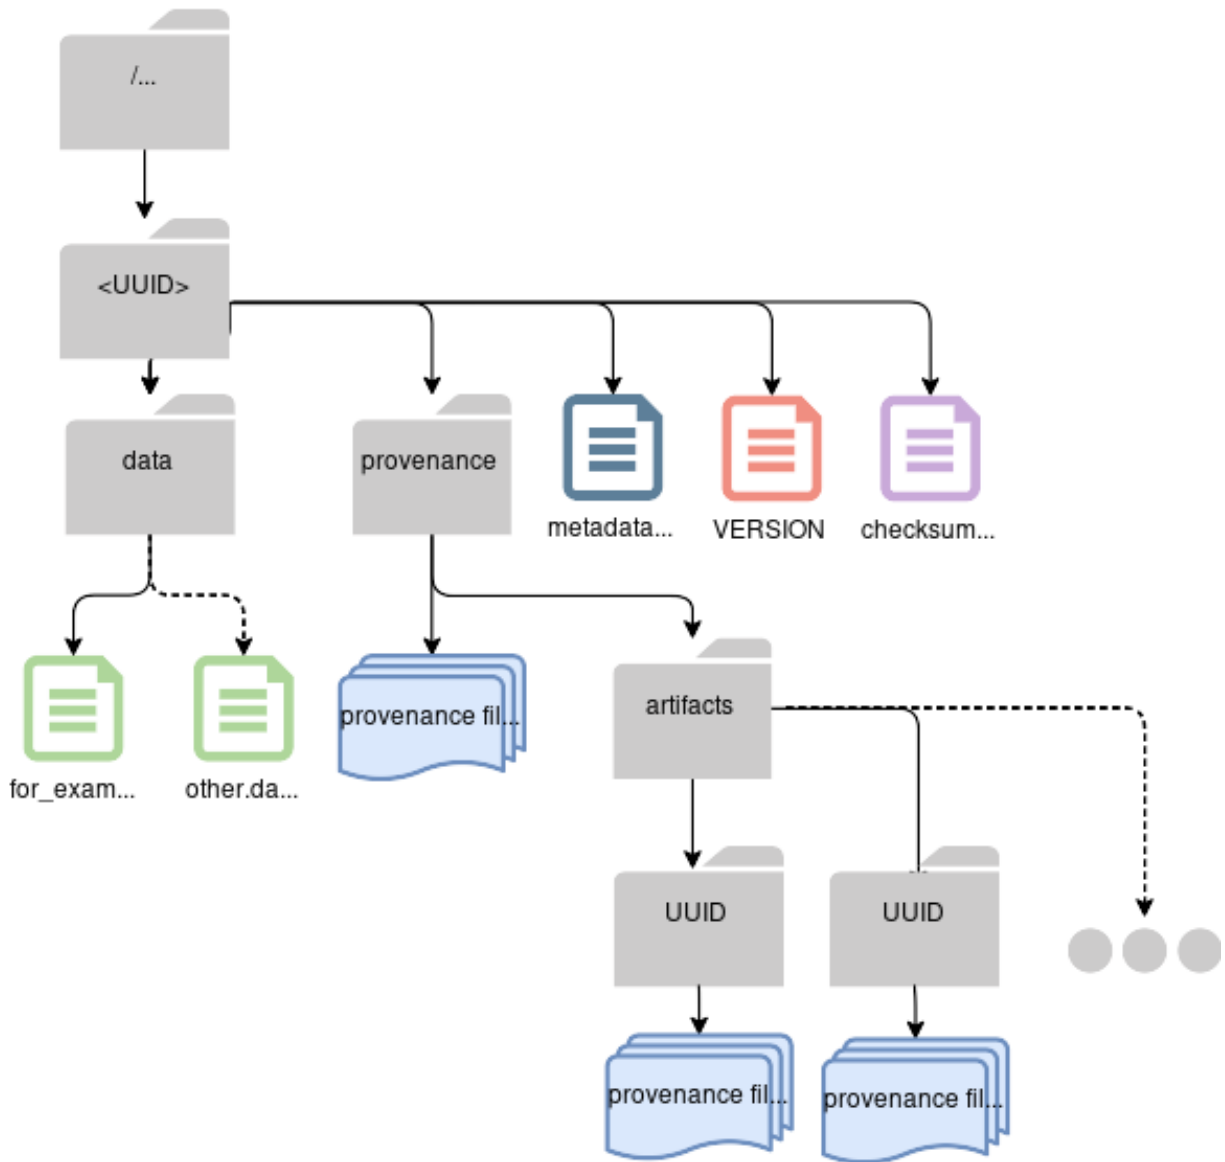 /...
<UUID>
data
provenance
metadata...
VERSION
checksum...
for_exam...
other.da...
provenance fil...
artifacts
UUID
UUID
provenance fil...
provenance fil...